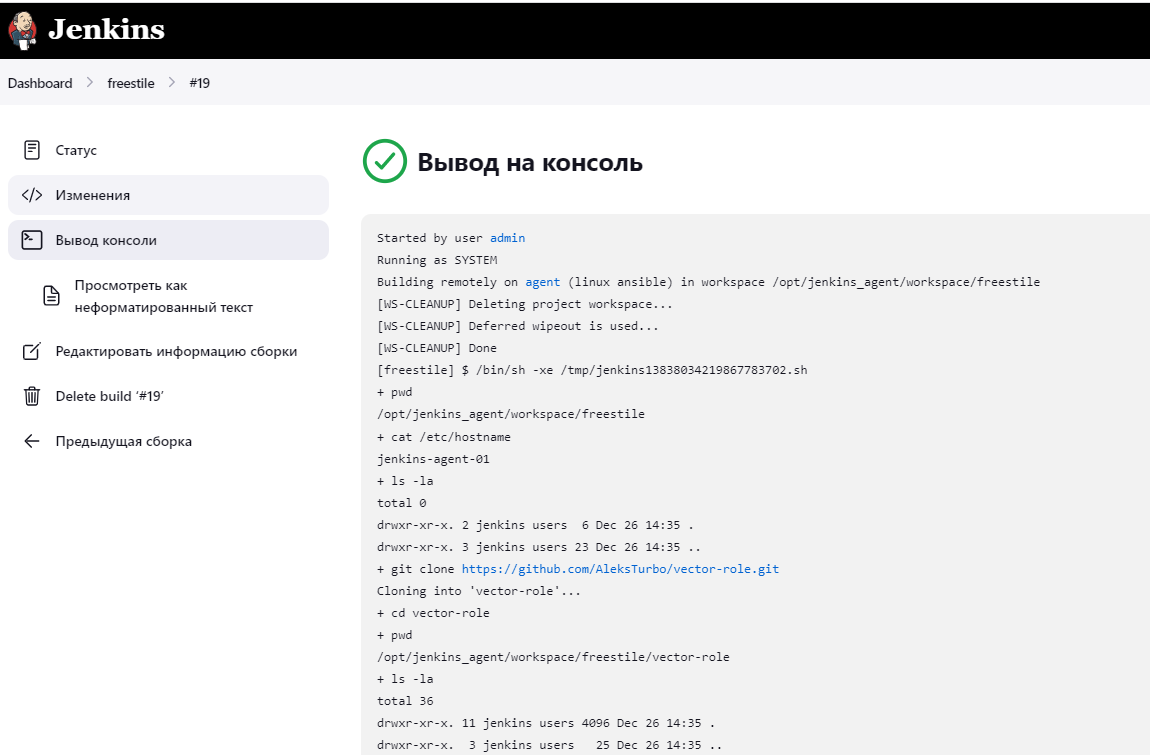 Jenkins
Dashboard > freestile > #19
Статус
Изменения
Вывод консоли
Просмотреть как
неформатированный текст
Редактировать информацию сборки
Delete build ‘#19’
Предыдущая сборка
Вывод на консоль
Started by user admin
Running as SYSTEM
Building remotely on agent (linux ansible) in workspace /opt/jenkins_agent/workspace/freestile
[WS-CLEANUP] Deleting project workspace...
[WS-CLEANUP] Deferred wipeout is used...
[WS-CLEANUP] Done
[freestile] $ /bin/sh -xe /tmp/jenkins13838034219867783702.sh
+ pwd
/opt/jenkins_agent/workspace/freestile
+ cat /etc/hostname
jenkins-agent-01
+ ls -la
total 0
drwxr-xr-x. 2 jenkins users  6 Dec 26 14:35 .
drwxr-xr-x. 3 jenkins users 23 Dec 26 14:35 ..
+ git clone https://github.com/AleksTurbo/vector-role.git
Cloning into 'vector-role'...
+ cd vector-role
+ pwd
/opt/jenkins_agent/workspace/freestile/vector-role
+ ls -la
total 36
drwxr-xr-x. 11 jenkins users 4096 Dec 26 14:35 .
drwxr-xr-x.  3 jenkins users   25 Dec 26 14:35 ..